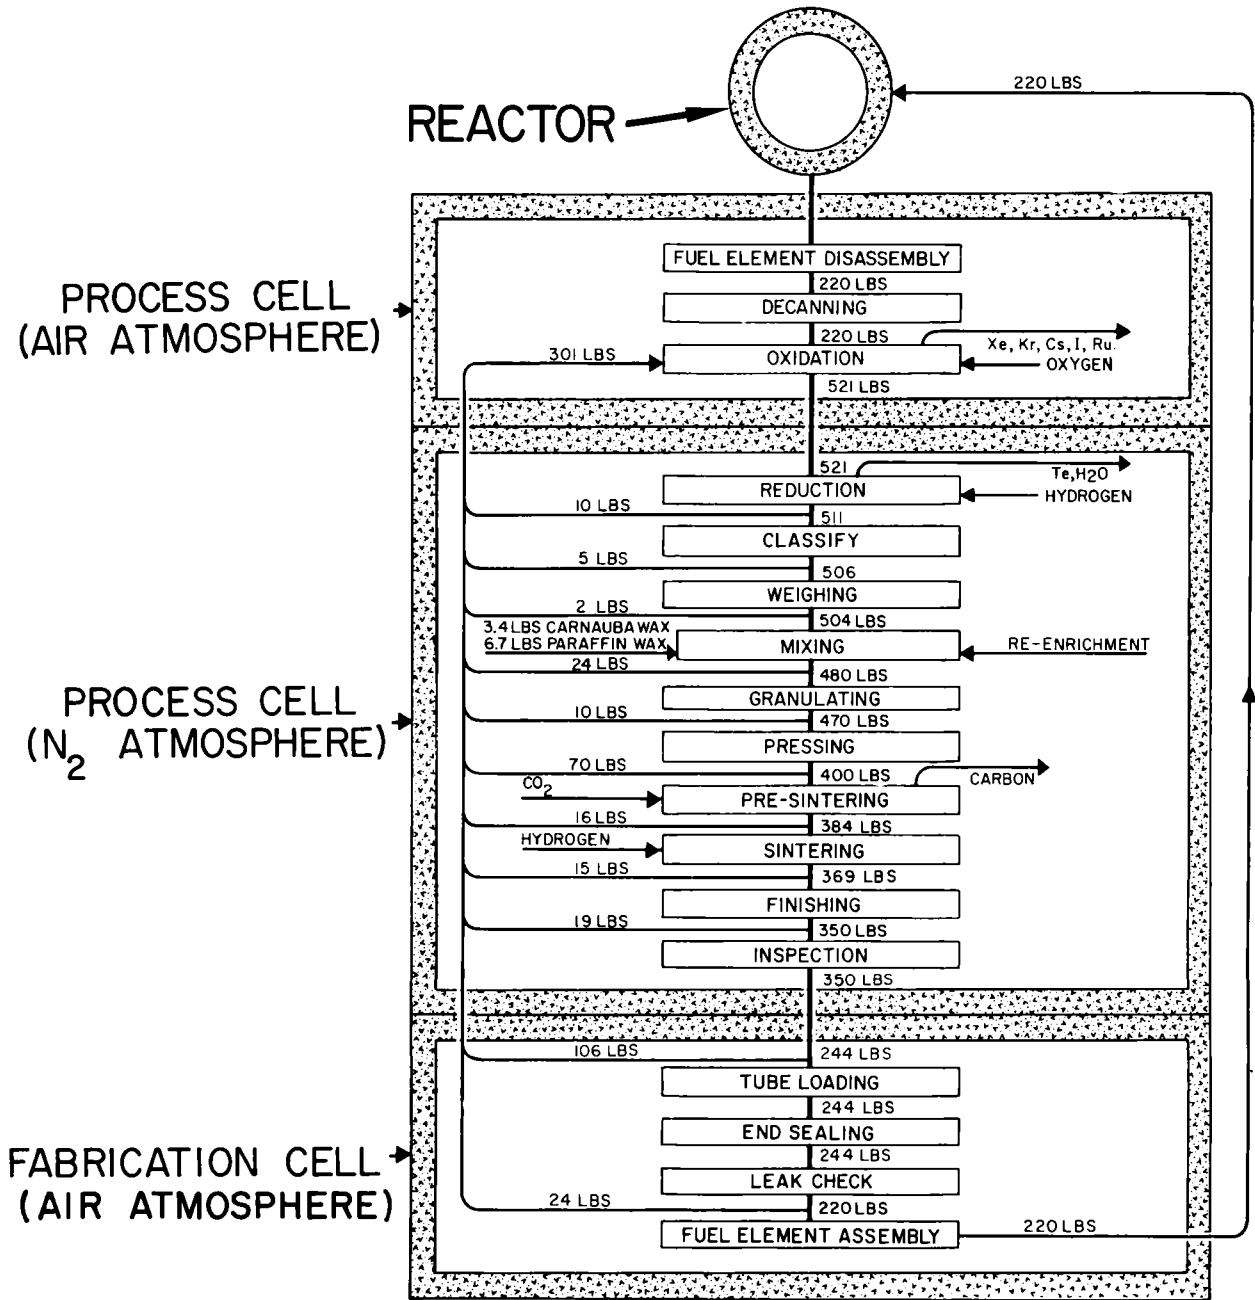 220 LBS
REACTOR
FUEL ELEMENT DISASSEMBLY
220 LBS
PROCESS CELL
(AIR ATMOSPHERE)
DECANNING
220 LBS
Xe, Kr, Cs, I, Ru.
301 LBS
OXIDATION
OXYGEN
521 LBS
521
Te, H2O
REDUCTION
HYDROGEN
10 LBS
511
CLASSIFY
5 LBS
506
WEIGHING
2 LBS
504 LBS
3.4 LBS CARNAUBA WAX
6.7 LBS PARAFFIN WAX
MIXING
RE-ENRICHMENT
24 LBS
480 LBS
PROCESS CELL
(N2 ATMOSPHERE)
GRANULATING
10 LBS
470 LBS
PRESSING
70 LBS
400 LBS
CARBON
CO2
PRE-SINTERING
16 LBS
384 LBS
HYDROGEN
SINTERING
15 LBS
369 LBS
FINISHING
19 LBS
350 LBS
INSPECTION
350 LBS
106 LBS
244 LBS
TUBE LOADING
244 LBS
END SEALING
244 LBS
FABRICATION CELL
(AIR ATMOSPHERE)
LEAK CHECK
24 LBS
220 LBS
FUEL ELEMENT ASSEMBLY
220 LBS